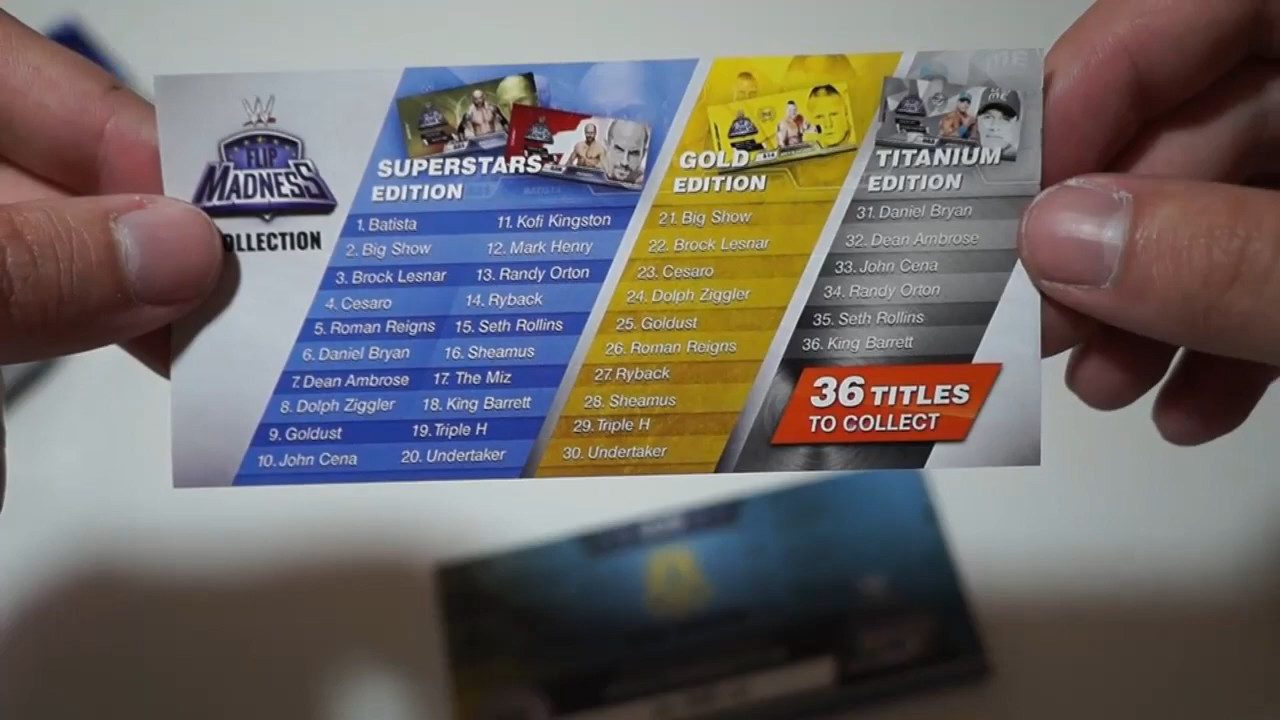 W
FLIP
MADNESS
OLLECTION
SUPERSTARS
EDITION
1. Batista
2. Big Show
3. Brock Lesnar
4. Cesaro
5. Roman Reigns
6. Daniel Bryan
7. Dean Ambrose
8. Dolph Ziggler
9. Goldust
10. John Cena
11. Kofi Kingston
12. Mark Henry
13. Randy Orton
14. Ryback
15. Seth Rollins
16. Sheamus
17. The Miz
18. King Barrett
19. Triple H
20. Undertaker
GOLD
EDITION
21. Big Show
22. Brock Lesnar
23. Cesaro
24. Dolph Ziggler
25. Goldust
26. Roman Reigns
27. Ryback
28. Sheamus
29. Triple H
30. Undertaker
TITANIUM
EDITION
31. Daniel Bryan
32. Dean Ambrose
33. John Cena
34. Randy Orton
35. Seth Rollins
36. King Barrett
36 TITLES
TO COLLECT